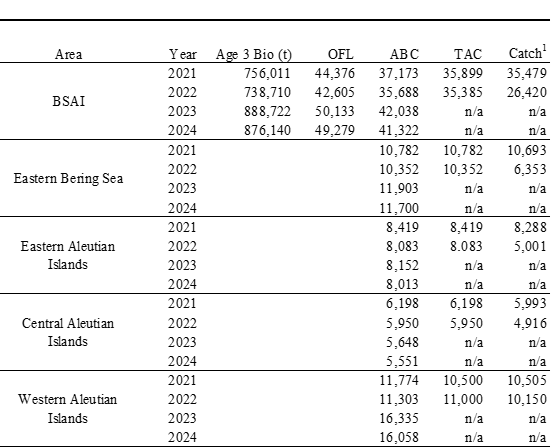 Area Year Age 3 Bio (t) OFL ABC TAC Catch1
BSAI
2021 756,011 44,376 37,173 35,899 35,479
2022 738,710 42,605 35,688 35,385 26,420
2023 888,722 50,133 42,038 n/a n/a
2024 876,140 49,279 41,322 n/a n/a
Eastern Bering Sea
2021 10,782 10,782 10,693
2022 10,352 10,352 6,353
2023 11,903 n/a n/a
2024 11,700 n/a n/a
Eastern Aleutian
Islands
2021 8,419 8,419 8,288
2022 8,083 8.083 5,001
2023 8,152 n/a n/a
2024 8,013 n/a n/a
Central Aleutian
Islands
2021 6,198 6,198 5,993
2022 5,950 5,950 4,916
2023 5,648 n/a n/a
2024 5,551 n/a n/a
Western Aleutian
Islands
2021 11,774 10,500 10,505
2022 11,303 11,000 10,150
2023 16,335 n/a n/a
2024 16,058 n/a n/a